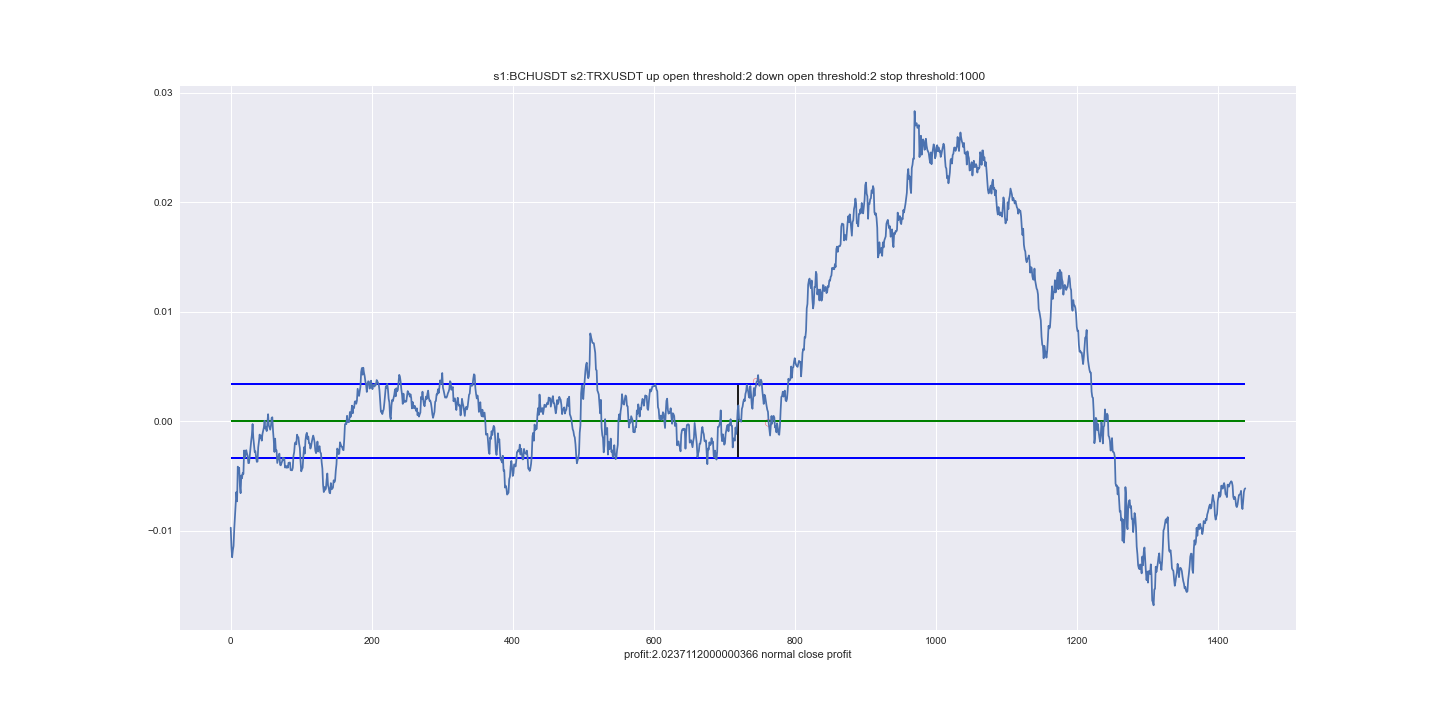 s1:BCHUSDT s2:TRXUSDT up open threshold:2 down open threshold:2 stop threshold:1000
0.03
0.02
0.01
0.00
−0.01
0 200 400 600 800 1000 1200 1400
profit:2.0237112000000366 normal close profit